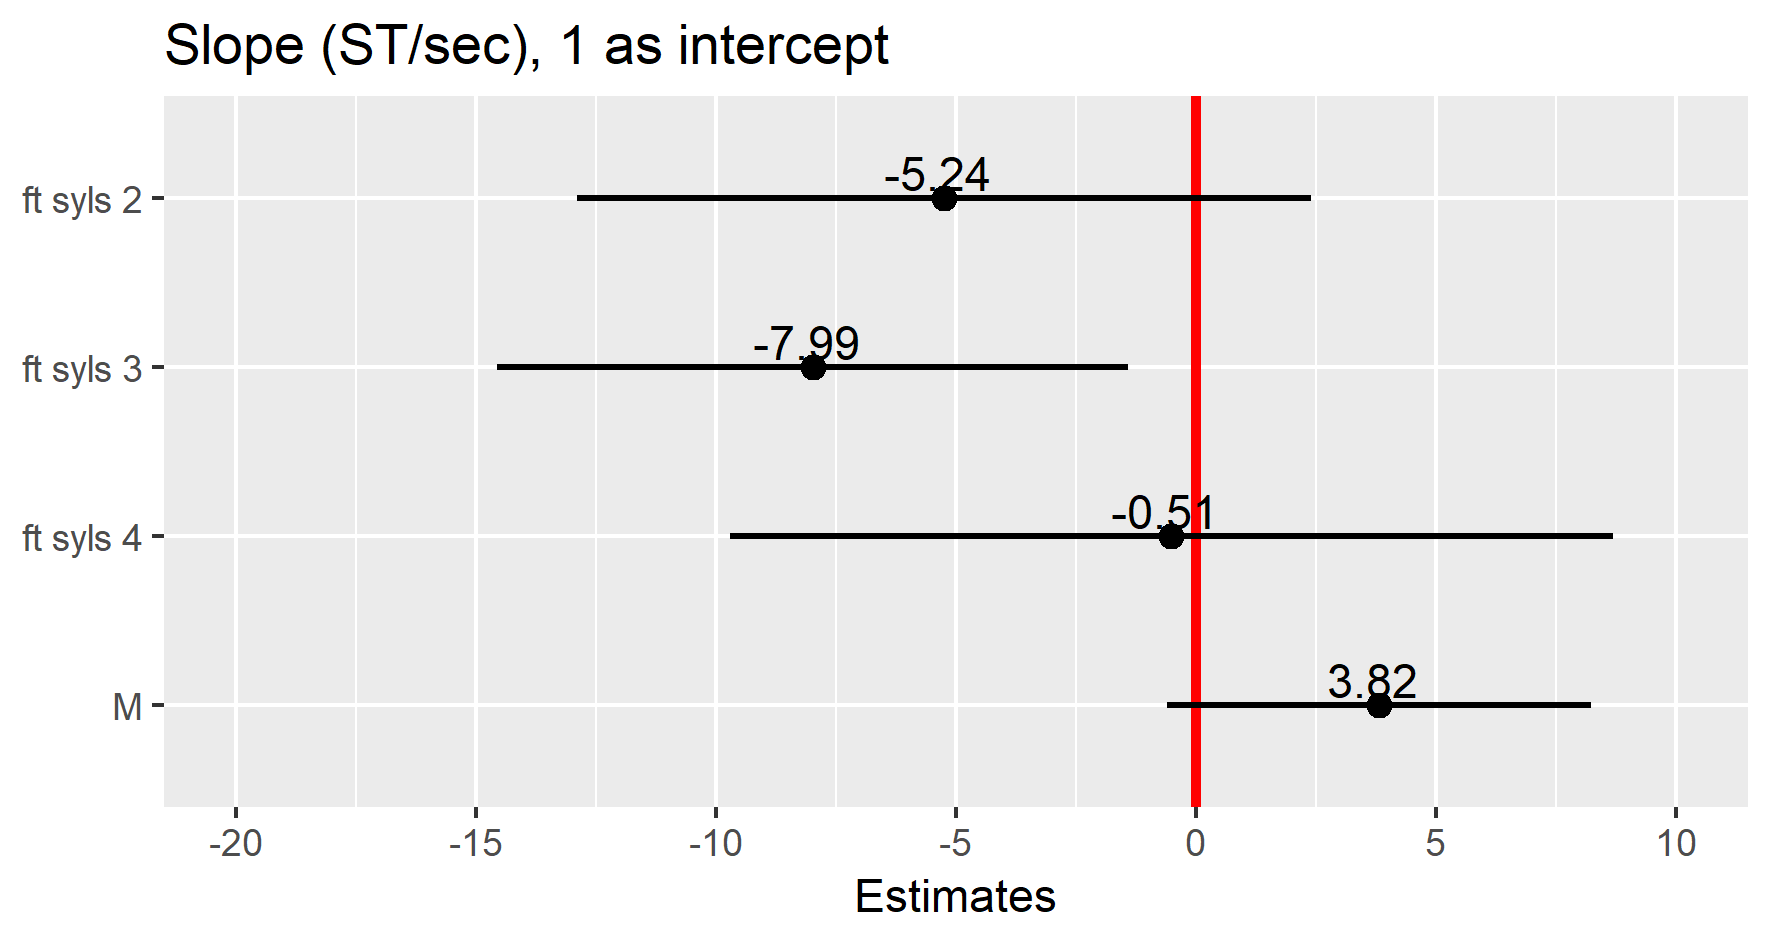 Slope (ST/sec), 1 as intercept
ft syls 2
-5.24
ft syls 3
-7.99
ft syls 4
-0.51
M
3.82
-20 -15 -10 -5 0 5 10
Estimates